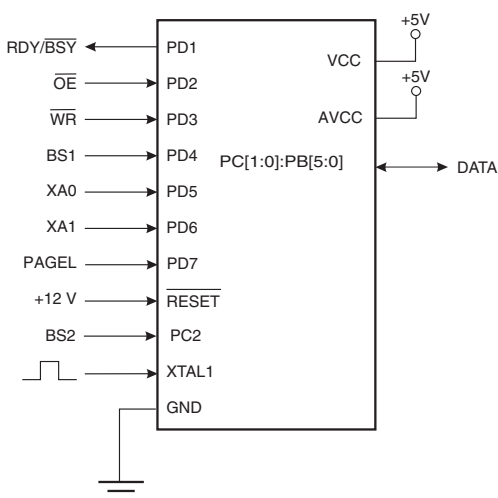 +5V
RDY/BSY
PD1
VCC
OE
PD2
+5V
WR
PD3
AVCC
BS1
PD4
PC[1:0]:PB[5:0]
DATA
XA0
PD5
XA1
PD6
PAGEL
PD7
+12 V
RESET
BS2
PC2
XTAL1
GND